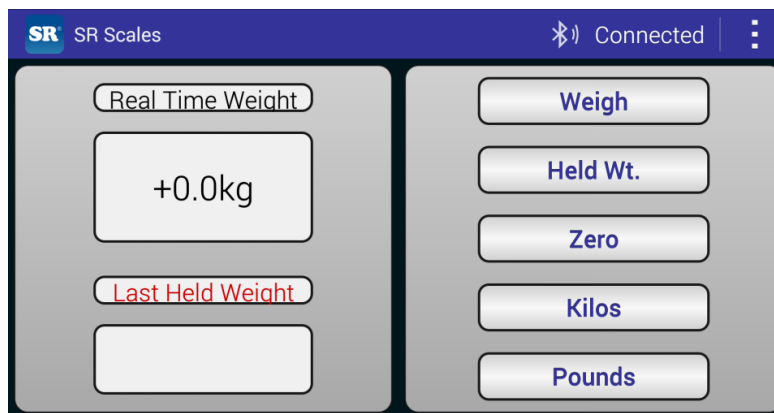 SR SR Scales
Connected
Real Time Weight
+0.0kg
Last Held Weight
Weigh
Held Wt.
Zero
Kilos
Pounds